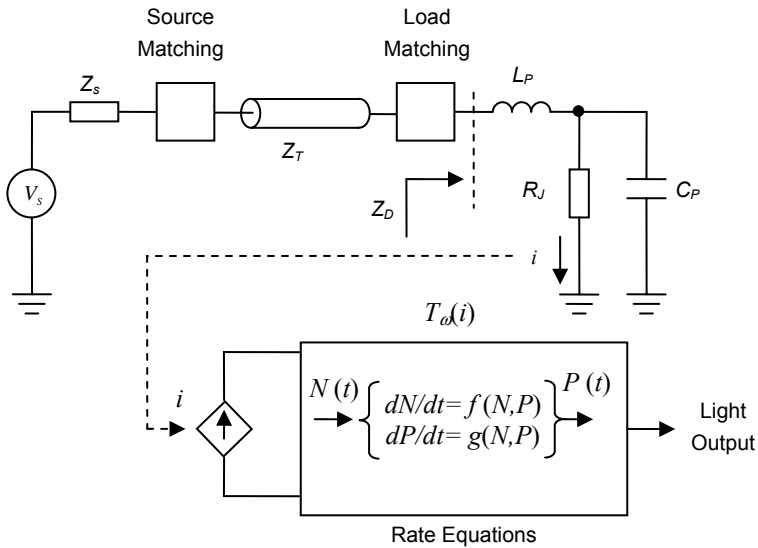 Source
Matching
Load
Matching
Z_s
Z_T
L_P
V_s
Z_D
R_J
C_P
i
T_ω(i)
i
N (t)
dN/dt= f (N,P)
dP/dt= g(N,P)
P (t)
Light
Output
Rate Equations